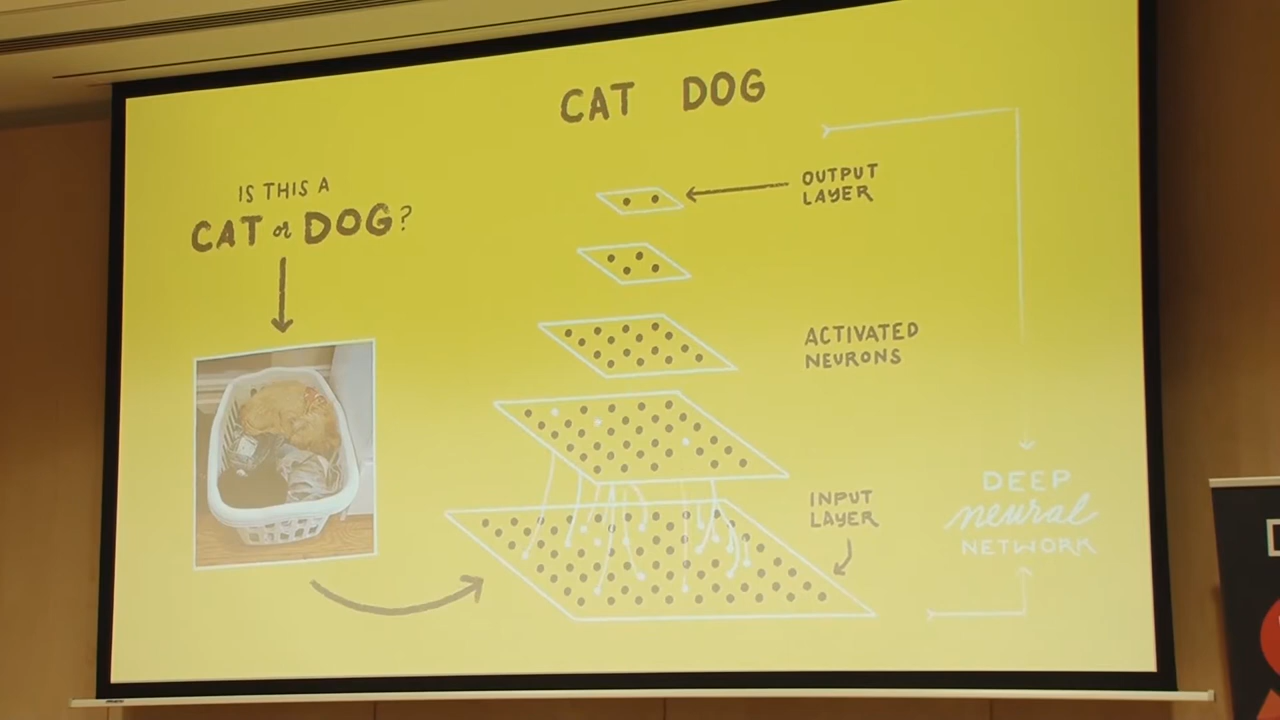 CAT DOG
IS THIS A
CAT or DOG?
OUTPUT
LAYER
ACTIVATED
NEURONS
INPUT
LAYER
DEEP
neural
NETWORK